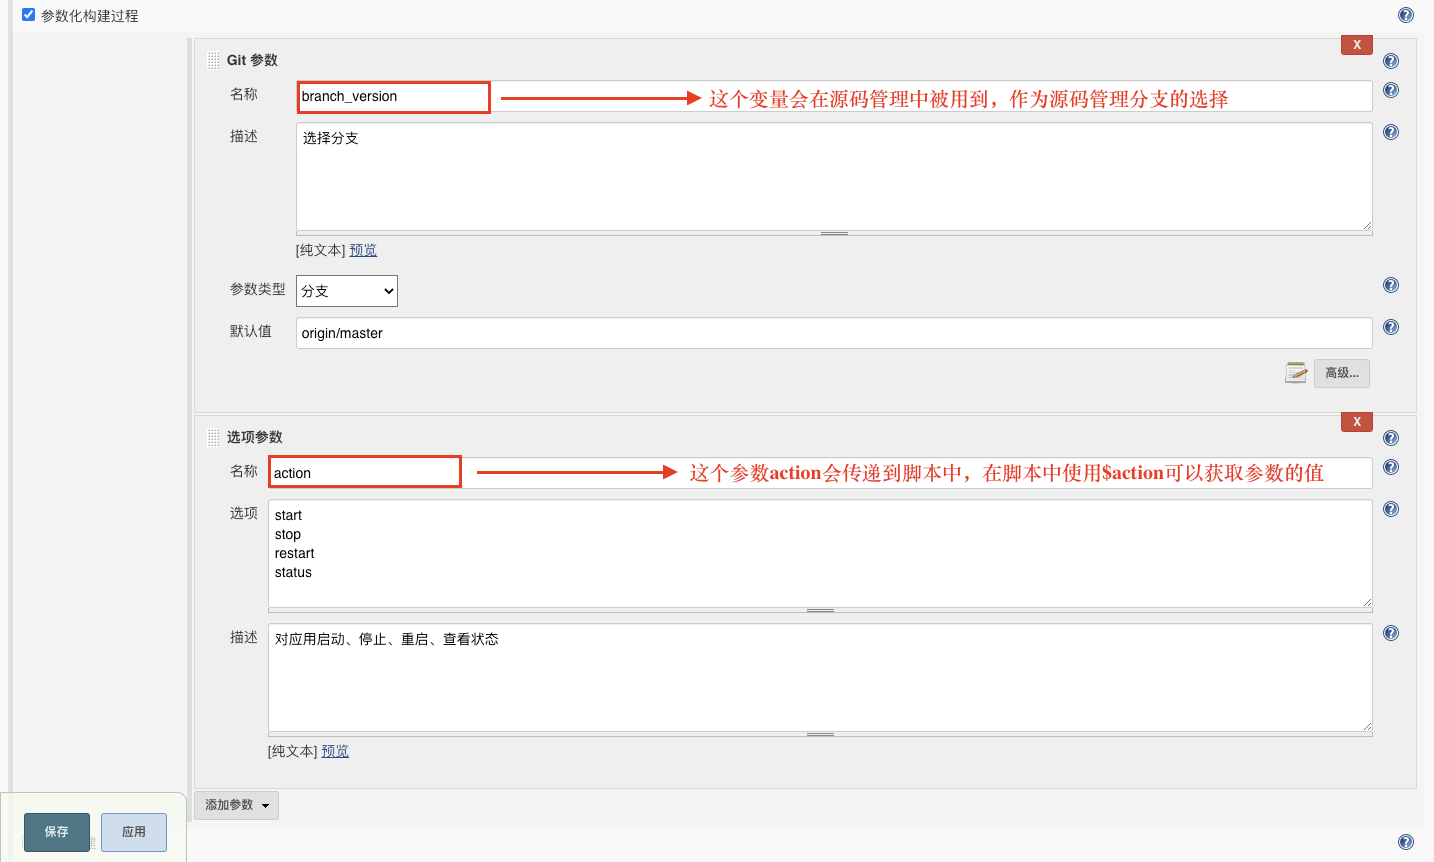 参数化构建过程
X
Git 参数
名称
branch_version
这个变量会在源码管理中被用到，作为源码管理分支的选择
描述
选择分支
[纯文本] 预览
参数类型
分支
默认值
origin/master
高级...
X
选项参数
名称
action
这个参数action会传递到脚本中，在脚本中使用$action可以获取参数的值
选项
start
stop
restart
status
描述
对应用启动、停止、重启、查看状态
[纯文本] 预览
添加参数
保存
应用